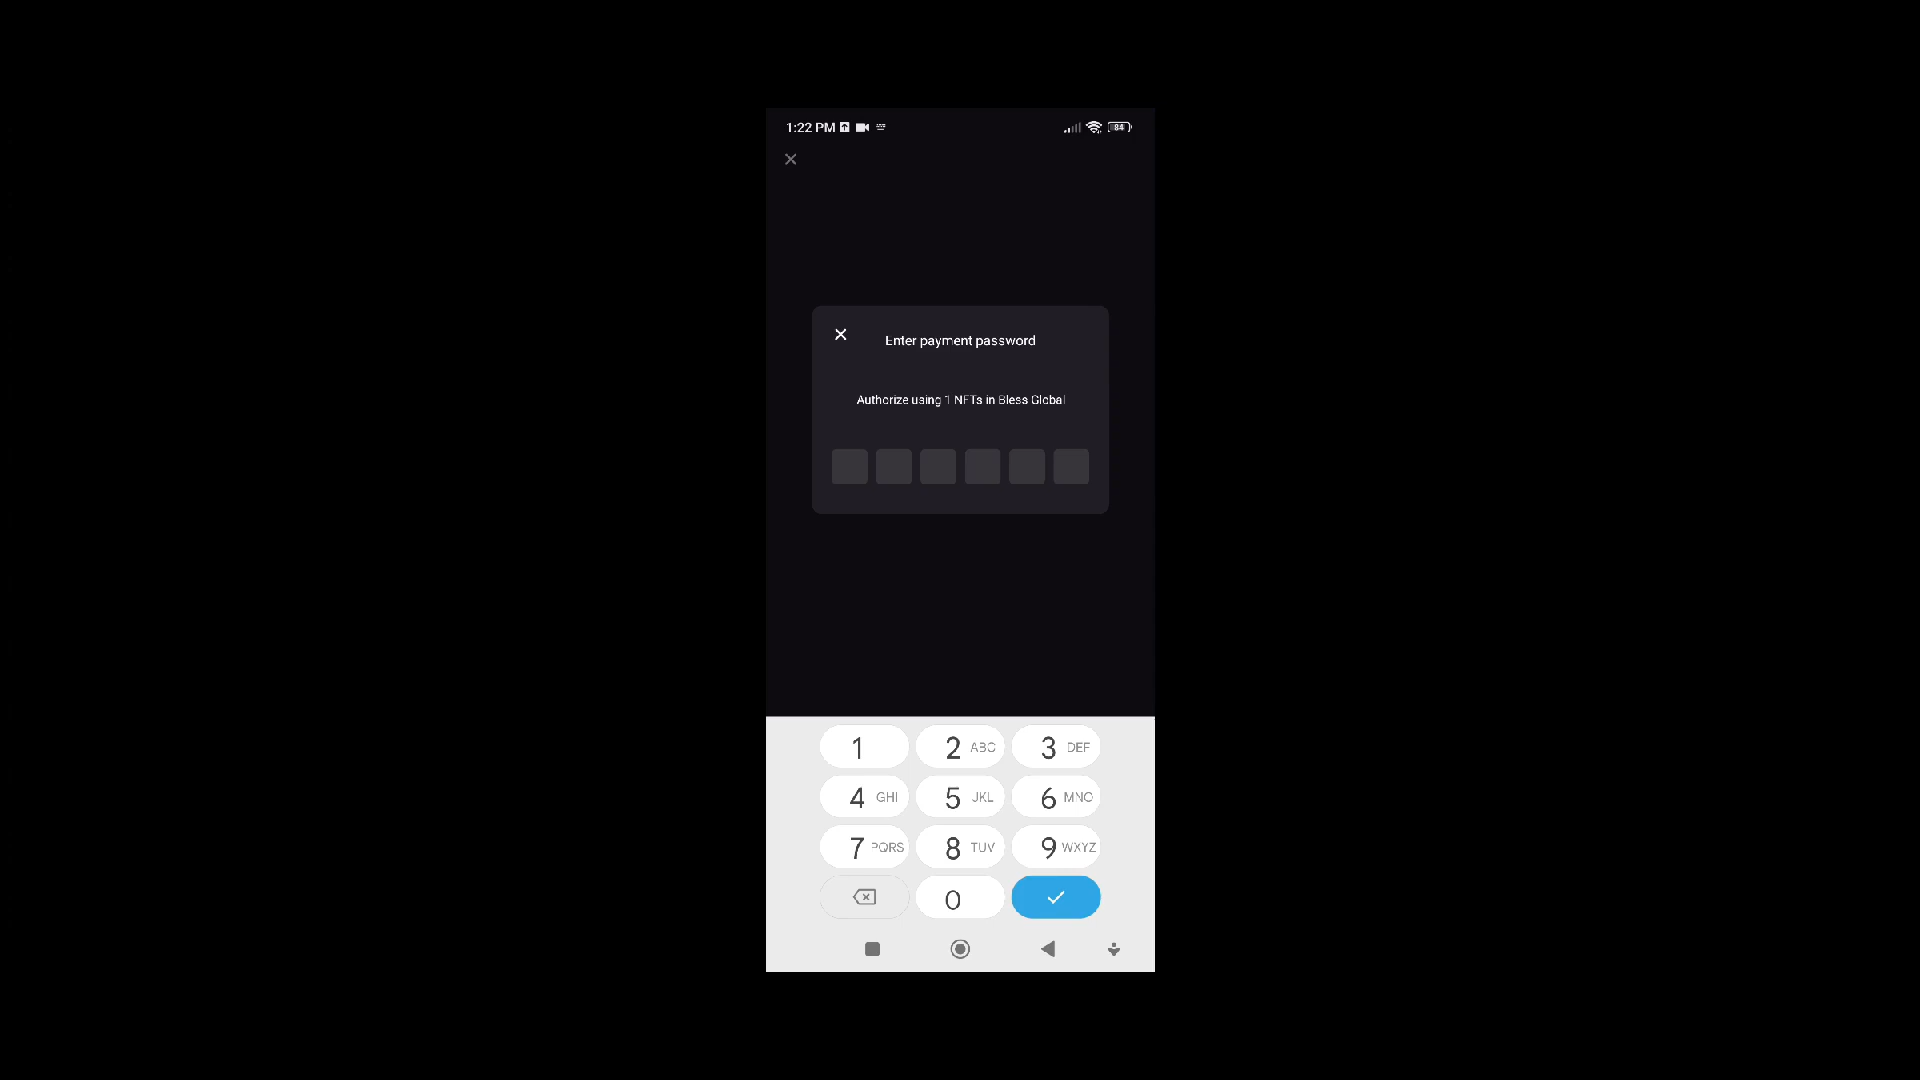 1:22 PM
84
Enter payment password
Authorize using 1 NFTs in Bless Global
1
2 ABC
3 DEF
4 GHI
5 JKL
6 MNO
7 PQRS
8 TUV
9 WXYZ
0